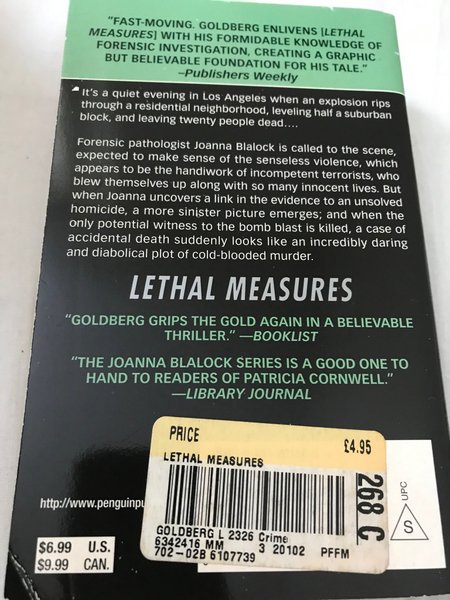 "FAST-MOVING. GOLDBERG ENLIVENS [LETHAL
MEASURES] WITH HIS FORMIDABLE KNOWLEDGE OF
FORENSIC INVESTIGATION, CREATING A GRAPHIC
BUT BELIEVABLE FOUNDATION FOR HIS TALE."
—Publishers Weekly
It's a quiet evening in Los Angeles when an explosion rips
through a residential neighborhood, leveling half a suburban
block, and leaving twenty people dead....
Forensic pathologist Joanna Blalock is called to the scene,
expected to make sense of the senseless violence, which
appears to be the handiwork of incompetent terrorists, who
blew themselves up along with so many innocent lives. But
when Joanna uncovers a link in the evidence to an unsolved
homicide, a more sinister picture emerges; and when the
only potential witness to the bomb blast is killed, a case of
accidental death suddenly looks like an incredibly daring
and diabolical plot of cold-blooded murder.
LETHAL MEASURES
"GOLDBERG GRIPS THE GOLD AGAIN IN A BELIEVABLE
THRILLER." —BOOKLIST
"THE JOANNA BLALOCK SERIES IS A GOOD ONE TO
HAND TO READERS OF PATRICIA CORNWELL."
—LIBRARY JOURNAL
PRICE £4.95
LETHAL MEASURES
268 C
GOLDBERG L 2326 Crime
6342416 MM 3 20102 PFFM
702-02B 6107739
http://www.penguinpu
UPC
S
$6.99 U.S.
$9.99 CAN.